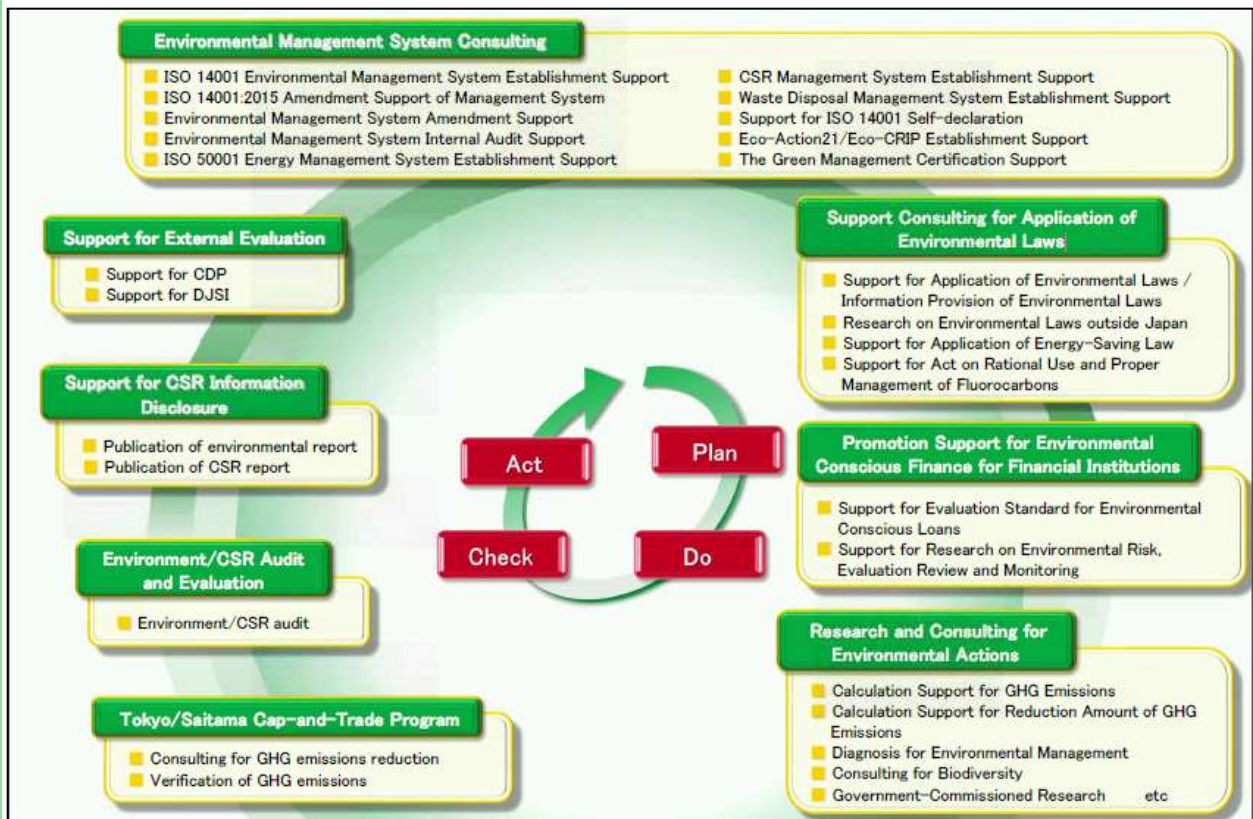 Environmental Management System Consulting
ISO 14001 Environmental Management System Establishment Support
ISO 14001:2015 Amendment Support of Management System
Environmental Management System Amendment Support
Environmental Management System Internal Audit Support
ISO 50001 Energy Management System Establishment Support
CSR Management System Establishment Support
Waste Disposal Management System Establishment Support
Support for ISO 14001 Self-declaration
Eco-Action21/Eco-CRIP Establishment Support
The Green Management Certification Support
Support for External Evaluation
Support for CDP
Support for DJSI
Support for CSR Information
Disclosure
Publication of environmental report
Publication of CSR report
Environment/CSR Audit
and Evaluation
Environment/CSR audit
Tokyo/Saitama Cap-and-Trade Program
Consulting for GHG emissions reduction
Verification of GHG emissions
Act
Plan
Check
Do
Support Consulting for Application of
Environmental Laws
Support for Application of Environmental Laws /
Information Provision of Environmental Laws
Research on Environmental Laws outside Japan
Support for Application of Energy-Saving Law
Support for Act on Rational Use and Proper
Management of Fluorocarbons
Promotion Support for Environmental
Conscious Finance for Financial Institutions
Support for Evaluation Standard for Environmental
Conscious Loans
Support for Research on Environmental Risk,
Evaluation Review and Monitoring
Research and Consulting for
Environmental Actions
Calculation Support for GHG Emissions
Calculation Support for Reduction Amount of GHG
Emissions
Diagnosis for Environmental Management
Consulting for Biodiversity
Government-Commissioned Research etc